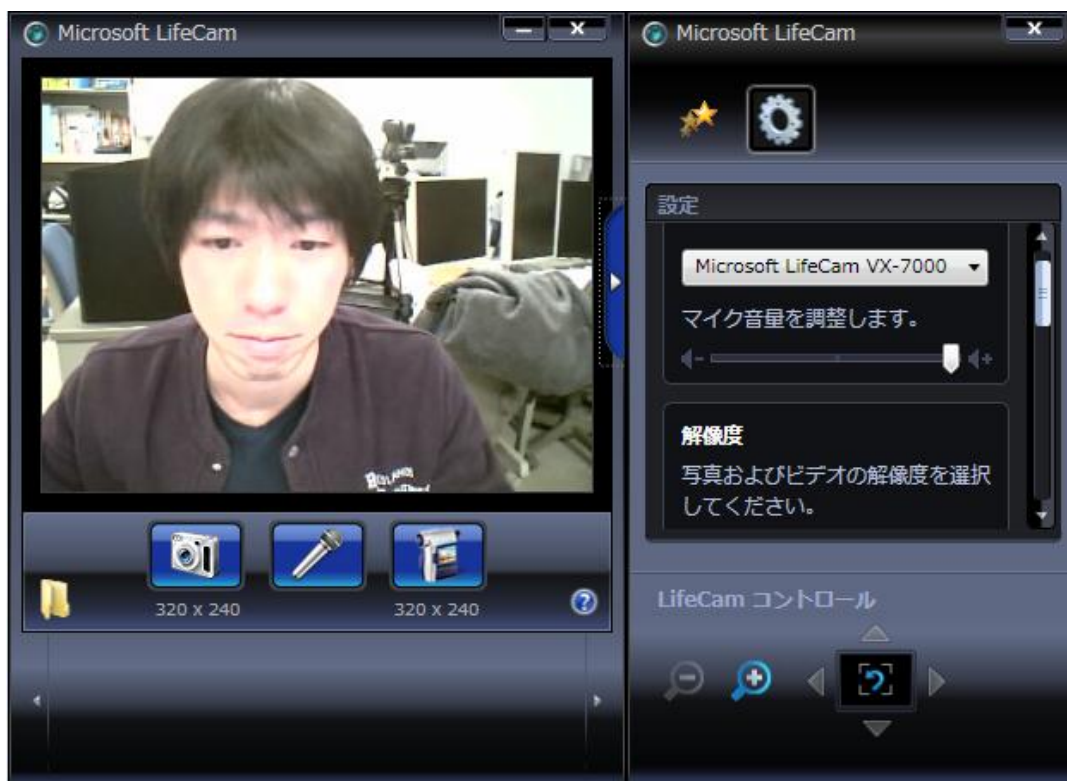 Microsoft LifeCam
320 x 240
320 x 240
Microsoft LifeCam
設定
Microsoft LifeCam VX-7000
マイク音量を調整します。
解像度
写真およびビデオの解像度を選択
してください。
LifeCam コントロール